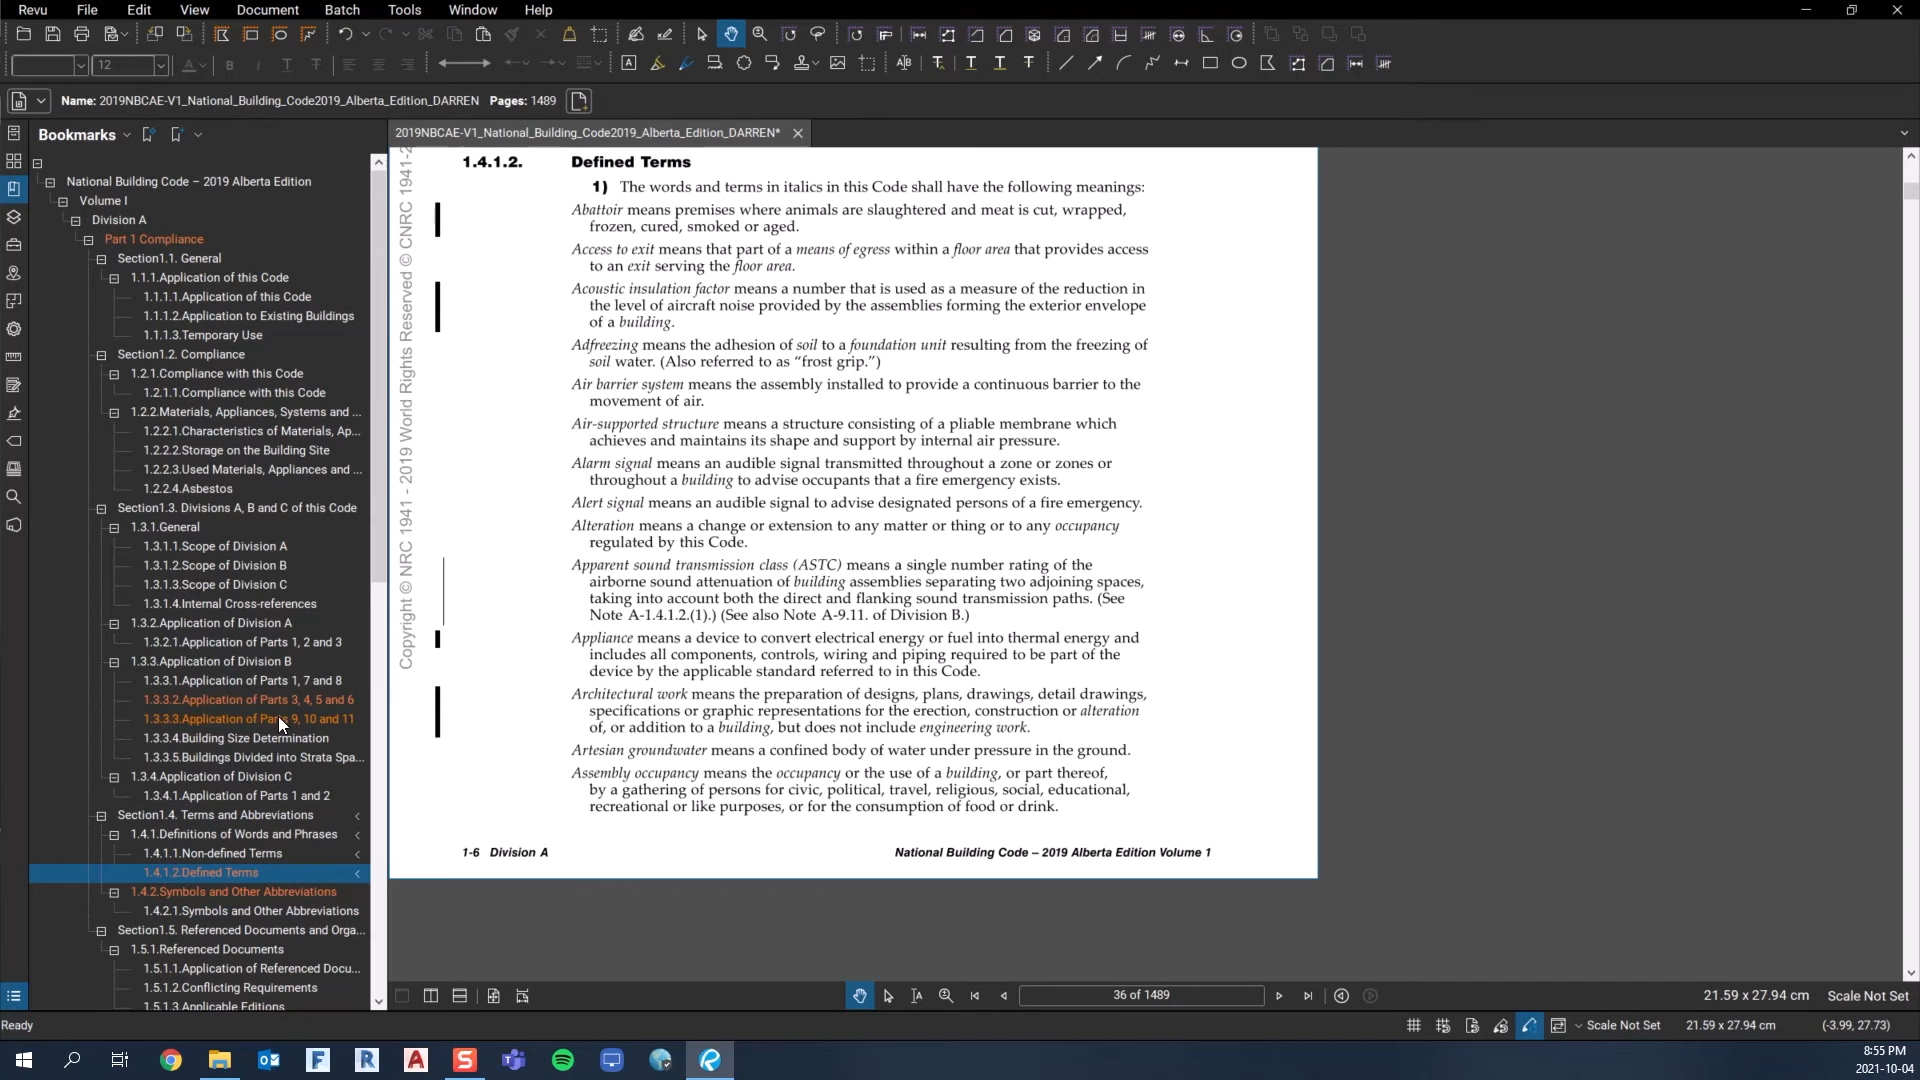 Revu File Edit View Document Batch Tools Window Help
12
Name: 2019NBCAE-V1_National_Building_Code2019_Alberta_Edition_DARREN Pages: 1489
Bookmarks
2019NBCAE-V1_National_Building_Code2019_Alberta_Edition_DARREN*
National Building Code – 2019 Alberta Edition
Volume I
Division A
Part 1 Compliance
Section1.1. General
1.1.1.Application of this Code
1.1.1.1.Application of this Code
1.1.1.2.Application to Existing Buildings
1.1.1.3.Temporary Use
Section1.2. Compliance
1.2.1.Compliance with this Code
1.2.1.1.Compliance with this Code
1.2.2.Materials, Appliances, Systems and ...
1.2.2.1.Characteristics of Materials, Ap...
1.2.2.2.Storage on the Building Site
1.2.2.3.Used Materials, Appliances and ...
1.2.2.4.Asbestos
Section1.3. Divisions A, B and C of this Code
1.3.1.General
1.3.1.1.Scope of Division A
1.3.1.2.Scope of Division B
1.3.1.3.Scope of Division C
1.3.1.4.Internal Cross-references
1.3.2.Application of Division A
1.3.2.1.Application of Parts 1, 2 and 3
1.3.3.Application of Division B
1.3.3.1.Application of Parts 1, 7 and 8
1.3.3.2.Application of Parts 3, 4, 5 and 6
1.3.3.3.Application of Parts 9, 10 and 11
1.3.3.4.Building Size Determination
1.3.3.5.Buildings Divided into Strata Spa...
1.3.4.Application of Division C
1.3.4.1.Application of Parts 1 and 2
Section1.4. Terms and Abbreviations
1.4.1.Definitions of Words and Phrases
1.4.1.1.Non-defined Terms
1.4.1.2.Defined Terms
1.4.2.Symbols and Other Abbreviations
1.4.2.1.Symbols and Other Abbreviations
Section1.5. Referenced Documents and Orga...
1.5.1.Referenced Documents
1.5.1.1.Application of Referenced Docu...
1.5.1.2.Conflicting Requirements
1.5.1.3.Applicable Editions
Copyright © NRC 1941 - 2019 World Rights Reserved © CNRC 1941-2
1.4.1.2. Defined Terms
1) The words and terms in italics in this Code shall have the following meanings:
Abattoir means premises where animals are slaughtered and meat is cut, wrapped,
frozen, cured, smoked or aged.
Access to exit means that part of a means of egress within a floor area that provides access
to an exit serving the floor area.
Acoustic insulation factor means a number that is used as a measure of the reduction in
the level of aircraft noise provided by the assemblies forming the exterior envelope
of a building.
Adfreezing means the adhesion of soil to a foundation unit resulting from the freezing of
soil water. (Also referred to as “frost grip.”)
Air barrier system means the assembly installed to provide a continuous barrier to the
movement of air.
Air-supported structure means a structure consisting of a pliable membrane which
achieves and maintains its shape and support by internal air pressure.
Alarm signal means an audible signal transmitted throughout a zone or zones or
throughout a building to advise occupants that a fire emergency exists.
Alert signal means an audible signal to advise designated persons of a fire emergency.
Alteration means a change or extension to any matter or thing or to any occupancy
regulated by this Code.
Apparent sound transmission class (ASTC) means a single number rating of the
airborne sound attenuation of building assemblies separating two adjoining spaces,
taking into account both the direct and flanking sound transmission paths. (See
Note A-1.4.1.2.(1).) (See also Note A-9.11. of Division B.)
Appliance means a device to convert electrical energy or fuel into thermal energy and
includes all components, controls, wiring and piping required to be part of the
device by the applicable standard referred to in this Code.
Architectural work means the preparation of designs, plans, drawings, detail drawings,
specifications or graphic representations for the erection, construction or alteration
of, or addition to a building, but does not include engineering work.
Artesian groundwater means a confined body of water under pressure in the ground.
Assembly occupancy means the occupancy or the use of a building, or part thereof,
by a gathering of persons for civic, political, travel, religious, social, educational,
recreational or like purposes, or for the consumption of food or drink.
1-6 Division A National Building Code – 2019 Alberta Edition Volume 1
36 of 1489 21.59 x 27.94 cm Scale Not Set
Ready Scale Not Set 21.59 x 27.94 cm (-3.99, 27.73)
8:55 PM
2021-10-04